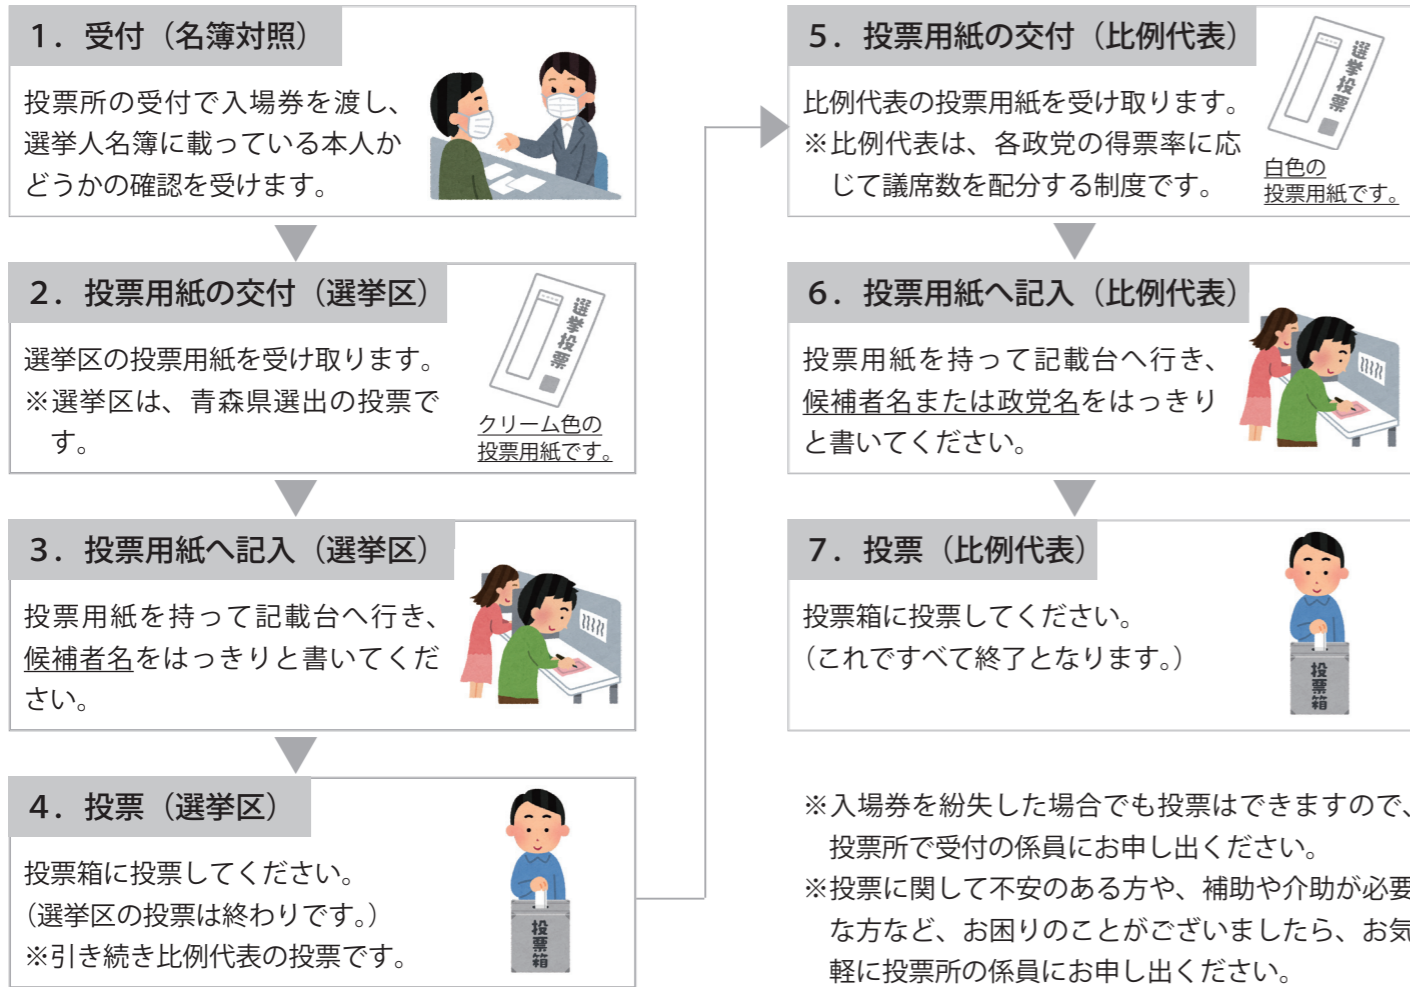 1．受付（名簿対照）
投票所の受付で入場券を渡し、
選挙人名簿に載っている本人か
どうかの確認を受けます。
2．投票用紙の交付（選挙区）
選挙区の投票用紙を受け取ります。
※選挙区は、青森県選出の投票で
す。
選挙投票
クリーム色の
投票用紙です。
3．投票用紙へ記入（選挙区）
投票用紙を持って記載台へ行き、
候補者名をはっきりと書いてくだ
さい。
4．投票（選挙区）
投票箱に投票してください。
（選挙区の投票は終わりです。）
※引き続き比例代表の投票です。
投票箱
5．投票用紙の交付（比例代表）
比例代表の投票用紙を受け取ります。
※比例代表は、各政党の得票率に応
じて議席数を配分する制度です。
選挙投票
白色の
投票用紙です。
6．投票用紙へ記入（比例代表）
投票用紙を持って記載台へ行き、
候補者名または政党名をはっきり
と書いてください。
7．投票（比例代表）
投票箱に投票してください。
（これですべて終了となります。）
投票箱
※入場券を紛失した場合でも投票はできますので、
投票所で受付の係員にお申し出ください。
※投票に関して不安のある方や、補助や介助が必要
な方など、お困りのことがございましたら、お気
軽に投票所の係員にお申し出ください。